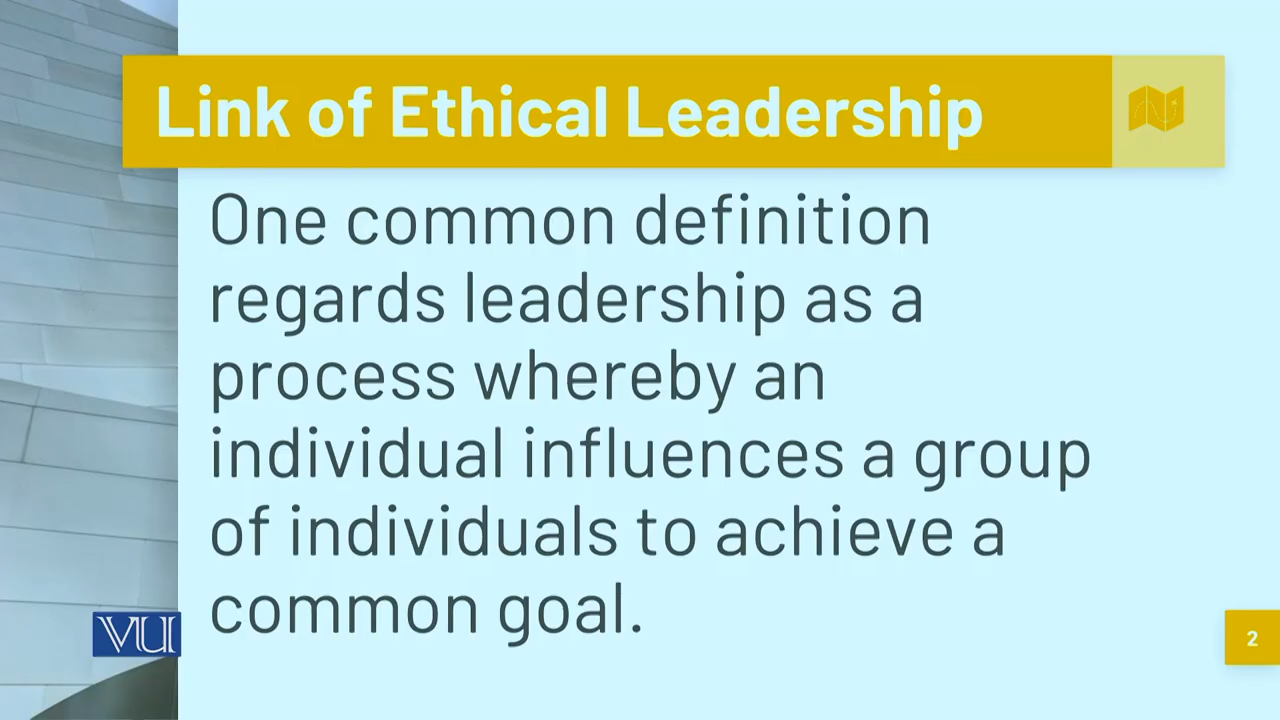 Link of Ethical Leadership
One common definition
regards leadership as a
process whereby an
individual influences a group
of individuals to achieve a
common goal.
VU
2